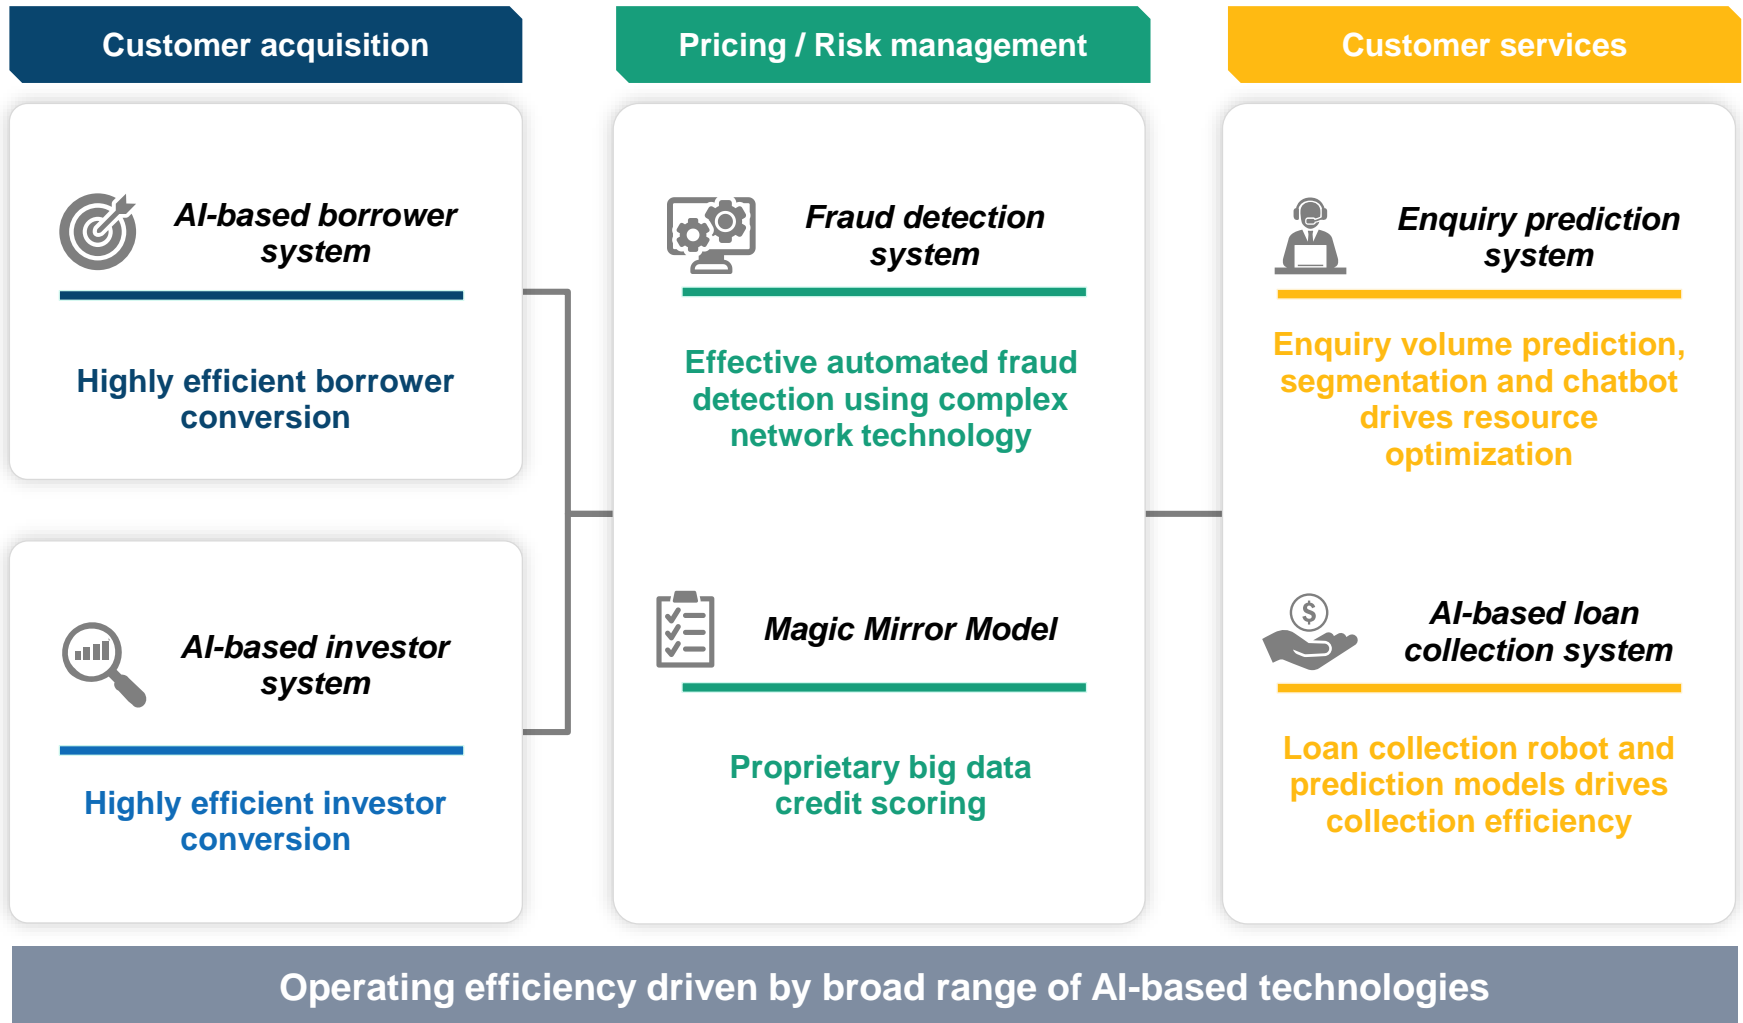 Customer acquisition
Pricing / Risk management
Customer services
AI-based borrower
system
Highly efficient borrower
conversion
AI-based investor
system
Highly efficient investor
conversion
Fraud detection
system
Effective automated fraud
detection using complex
network technology
Magic Mirror Model
Proprietary big data
credit scoring
Enquiry prediction
system
Enquiry volume prediction,
segmentation and chatbot
drives resource
optimization
$
AI-based loan
collection system
Loan collection robot and
prediction models drives
collection efficiency
Operating efficiency driven by broad range of AI-based technologies